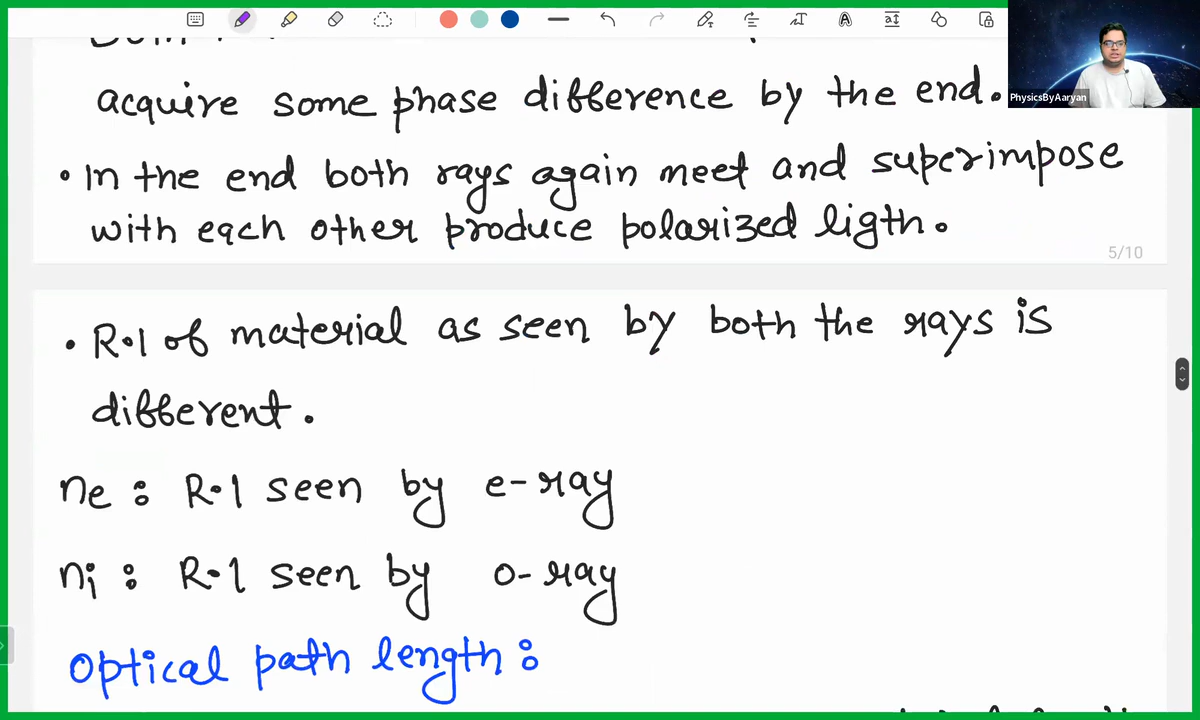 acquire some phase difference by the end.
PhysicsByAaryan
• In the end both rays again meet and superimpose
with each other produce polarized ligth.
5/10
• R.I of material as seen by both the rays is
different.
ne : R.I seen by e-ray
ni : R.I seen by o-ray
Optical path length :